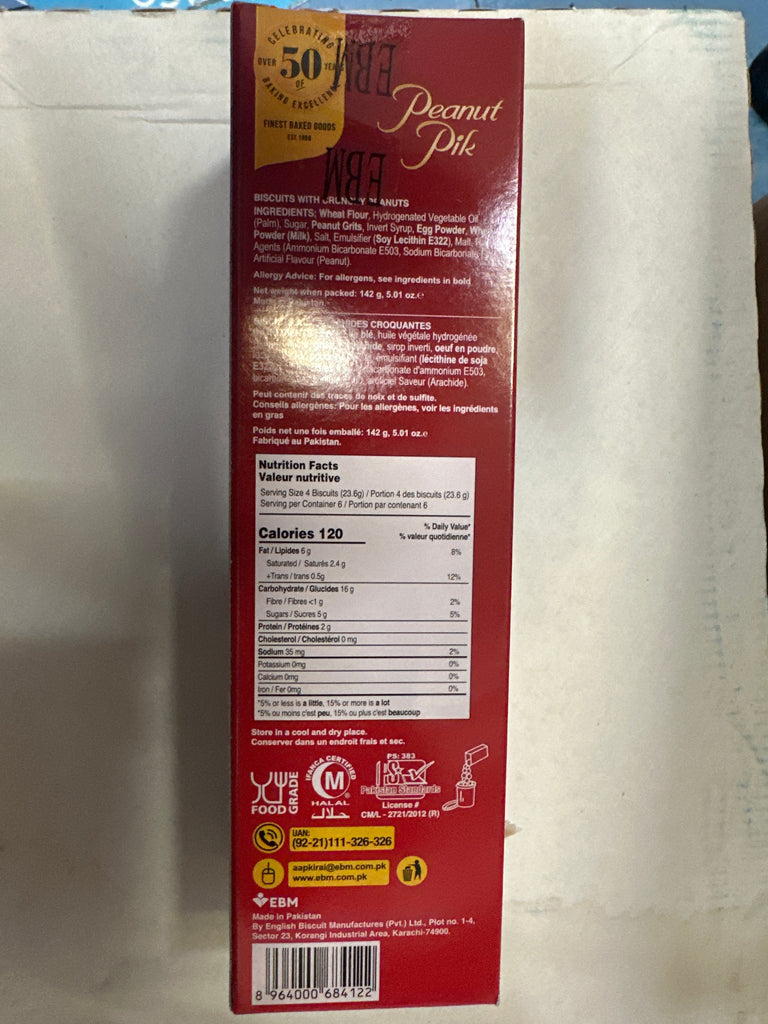 CELEBRATING
OVER 50 YEARS
OF
BAKING EXCELLENCE
FINEST BAKED GOODS
EBM
EBM
Peanut
Pik
BISCUITS WITH CRUNCHY PEANUTS
INGREDIENTS: Wheat Flour, Hydrogenated Vegetable Oil
(Palm), Sugar, Peanut Grits, Invert Syrup, Egg Powder,
Powder (Milk), Salt, Emulsifier (Soy Lecithin E322), Malt,
Agents (Ammonium Bicarbonate E503, Sodium Bicarbonate
Artificial Flavour (Peanut).
Allergy Advice: For allergens, see ingredients in bold
Net weight when packed: 142 g, 5.01 oz.e
CROQUANTES
blé, huile végétale hydrogénée
sirop inverti, oeuf en poudre,
émulsifiant (lécithine de soja
d'ammonium E503,
Saveur (Arachide).
Peut contenir des traces de noix et de sulfite.
Conseils allergènes: Pour les allergènes, voir les ingrédients
en gras
Poids net une fois emballé: 142 g, 5.01 oz.e
Fabriqué au Pakistan.
Nutrition Facts
Valeur nutritive
Serving Size 4 Biscuits (23.6g) / Portion 4 des biscuits (23.6 g)
Serving per Container 6 / Portion par contenant 6
Calories 120
% Daily Value*
% valeur quotidienne*
Fat / Lipides 6 g 8%
Saturated / Saturés 2.4 g
+Trans / trans 0.5g 12%
Carbohydrate / Glucides 16 g
Fibre / Fibres <1 g 2%
Sugars / Sucres 5 g 5%
Protein / Protéines 2 g
Cholesterol / Cholestérol 0 mg
Sodium 35 mg 2%
Potassium 0mg 0%
Calcium 0mg 0%
Iron / Fer 0mg 0%
*5% or less is a little, 15% or more is a lot
*5% ou moins c'est peu, 15% ou plus c'est beaucoup
Store in a cool and dry place.
Conserver dans un endroit frais et sec.
FOOD GRADE
IFANCA CERTIFIED
M
HALAL
حلال
PS: 383
Pakistan Standards
License #
CM/L - 2721/2012 (R)
UAN:
(92-21)111-326-326
aapkirai@ebm.com.pk
www.ebm.com.pk
EBM
Made in Pakistan
By English Biscuit Manufactures (Pvt.) Ltd., Plot no. 1-4,
Sector 23, Korangi Industrial Area, Karachi-74900.
8 964000 684122